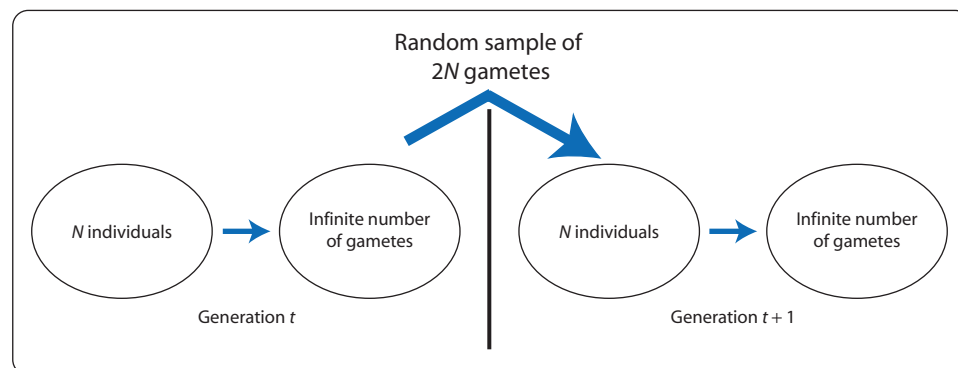 Random sample of
2N gametes
N individuals
Infinite number
of gametes
N individuals
Infinite number
of gametes
Generation t
Generation t + 1